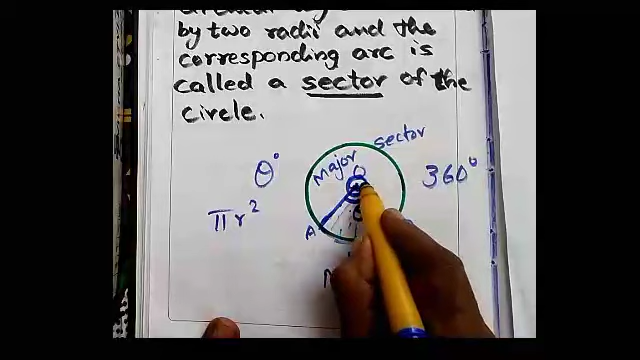 by two radii and the
corresponding arc is
called a sector of the
circle.
sector
Major
θ° 360°
πr²
O
A